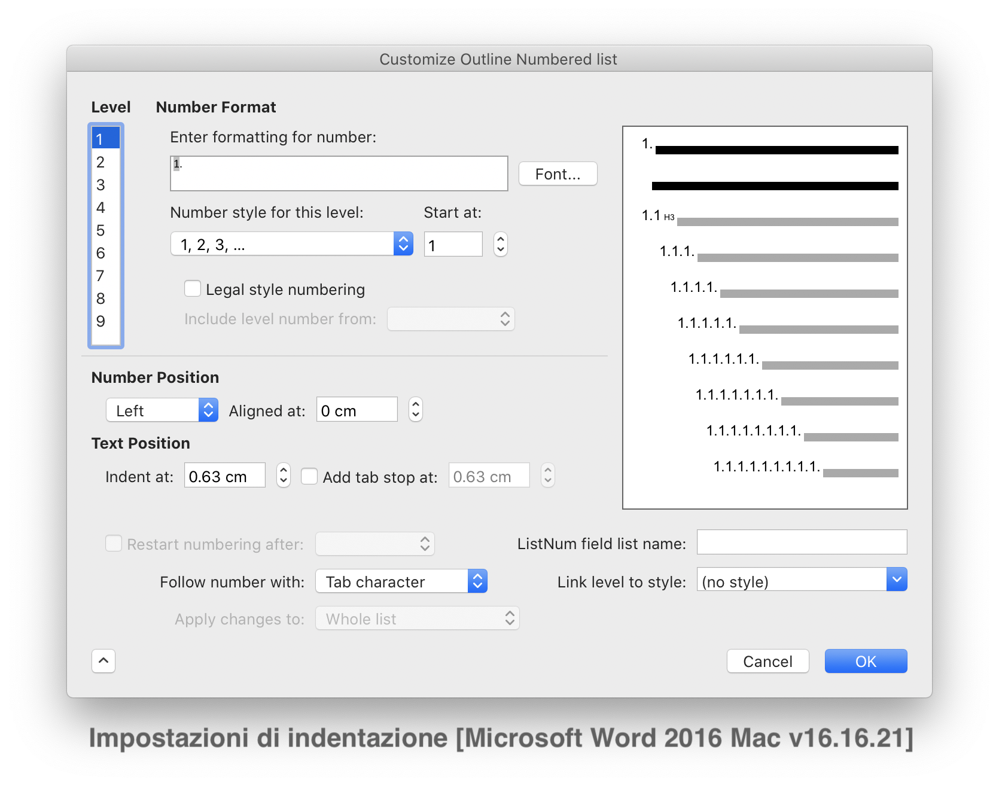 Customize Outline Numbered list
Level
Number Format
1
2
3
4
5
6
7
8
9
Enter formatting for number:
1.
Font...
Number style for this level:
Start at:
1, 2, 3, ...
1
Legal style numbering
Include level number from:
Number Position
Left
Aligned at:
0 cm
Text Position
Indent at:
0.63 cm
Add tab stop at:
0.63 cm
1.
1.1 H3
1.1.1.
1.1.1.1.
1.1.1.1.1.
1.1.1.1.1.1.
1.1.1.1.1.1.1.
1.1.1.1.1.1.1.1.
1.1.1.1.1.1.1.1.1.
Restart numbering after:
ListNum field list name:
Follow number with:
Tab character
Link level to style:
(no style)
Apply changes to:
Whole list
Cancel
OK
Impostazioni di indentazione [Microsoft Word 2016 Mac v16.16.21]